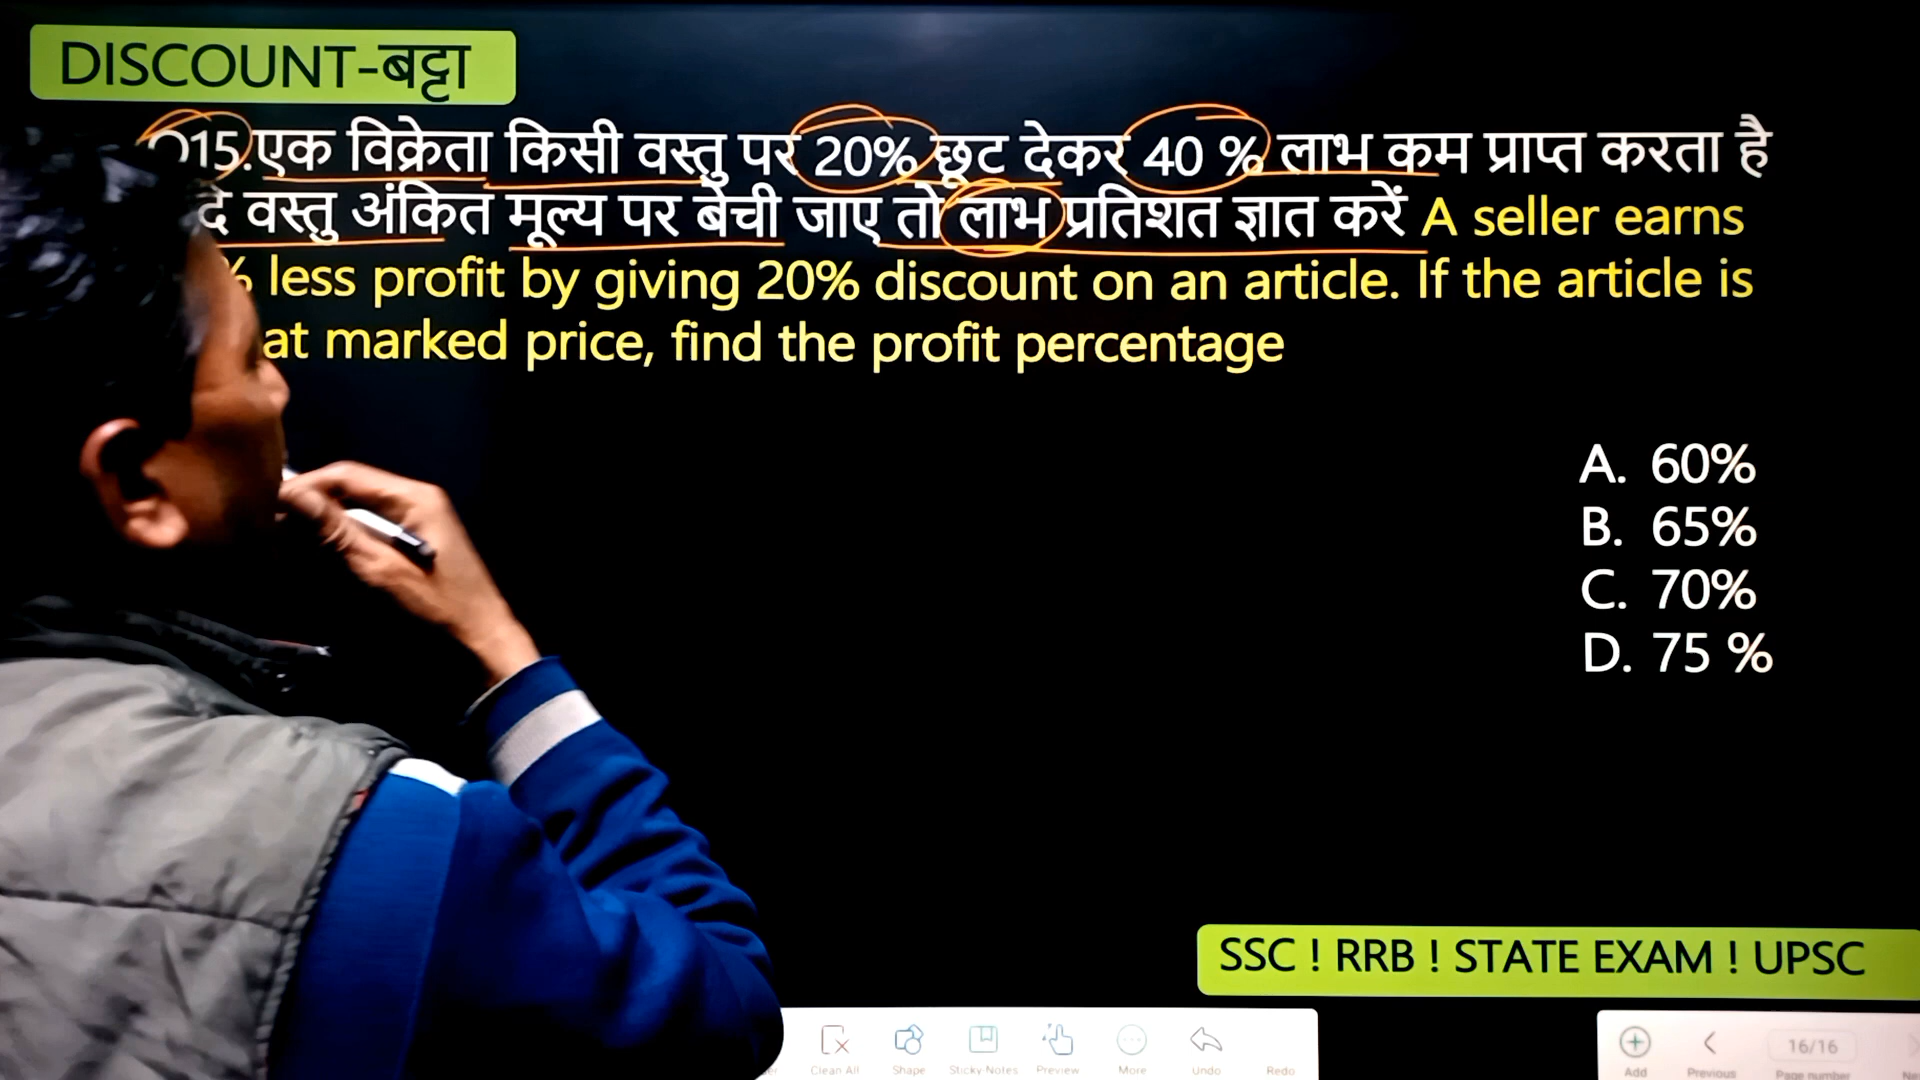 DISCOUNT-बट्टा
Q15.एक विक्रेता किसी वस्तु पर 20% छूट देकर 40 % लाभ कम प्राप्त करता है
वस्तु अंकित मूल्य पर बेची जाए तो लाभ प्रतिशत ज्ञात करें A seller earns
% less profit by giving 20% discount on an article. If the article is
at marked price, find the profit percentage
A. 60%
B. 65%
C. 70%
D. 75 %
SSC ! RRB ! STATE EXAM ! UPSC
Clean All Shape Sticky Notes Preview More Undo Redo
16/16
Add Previous Page number